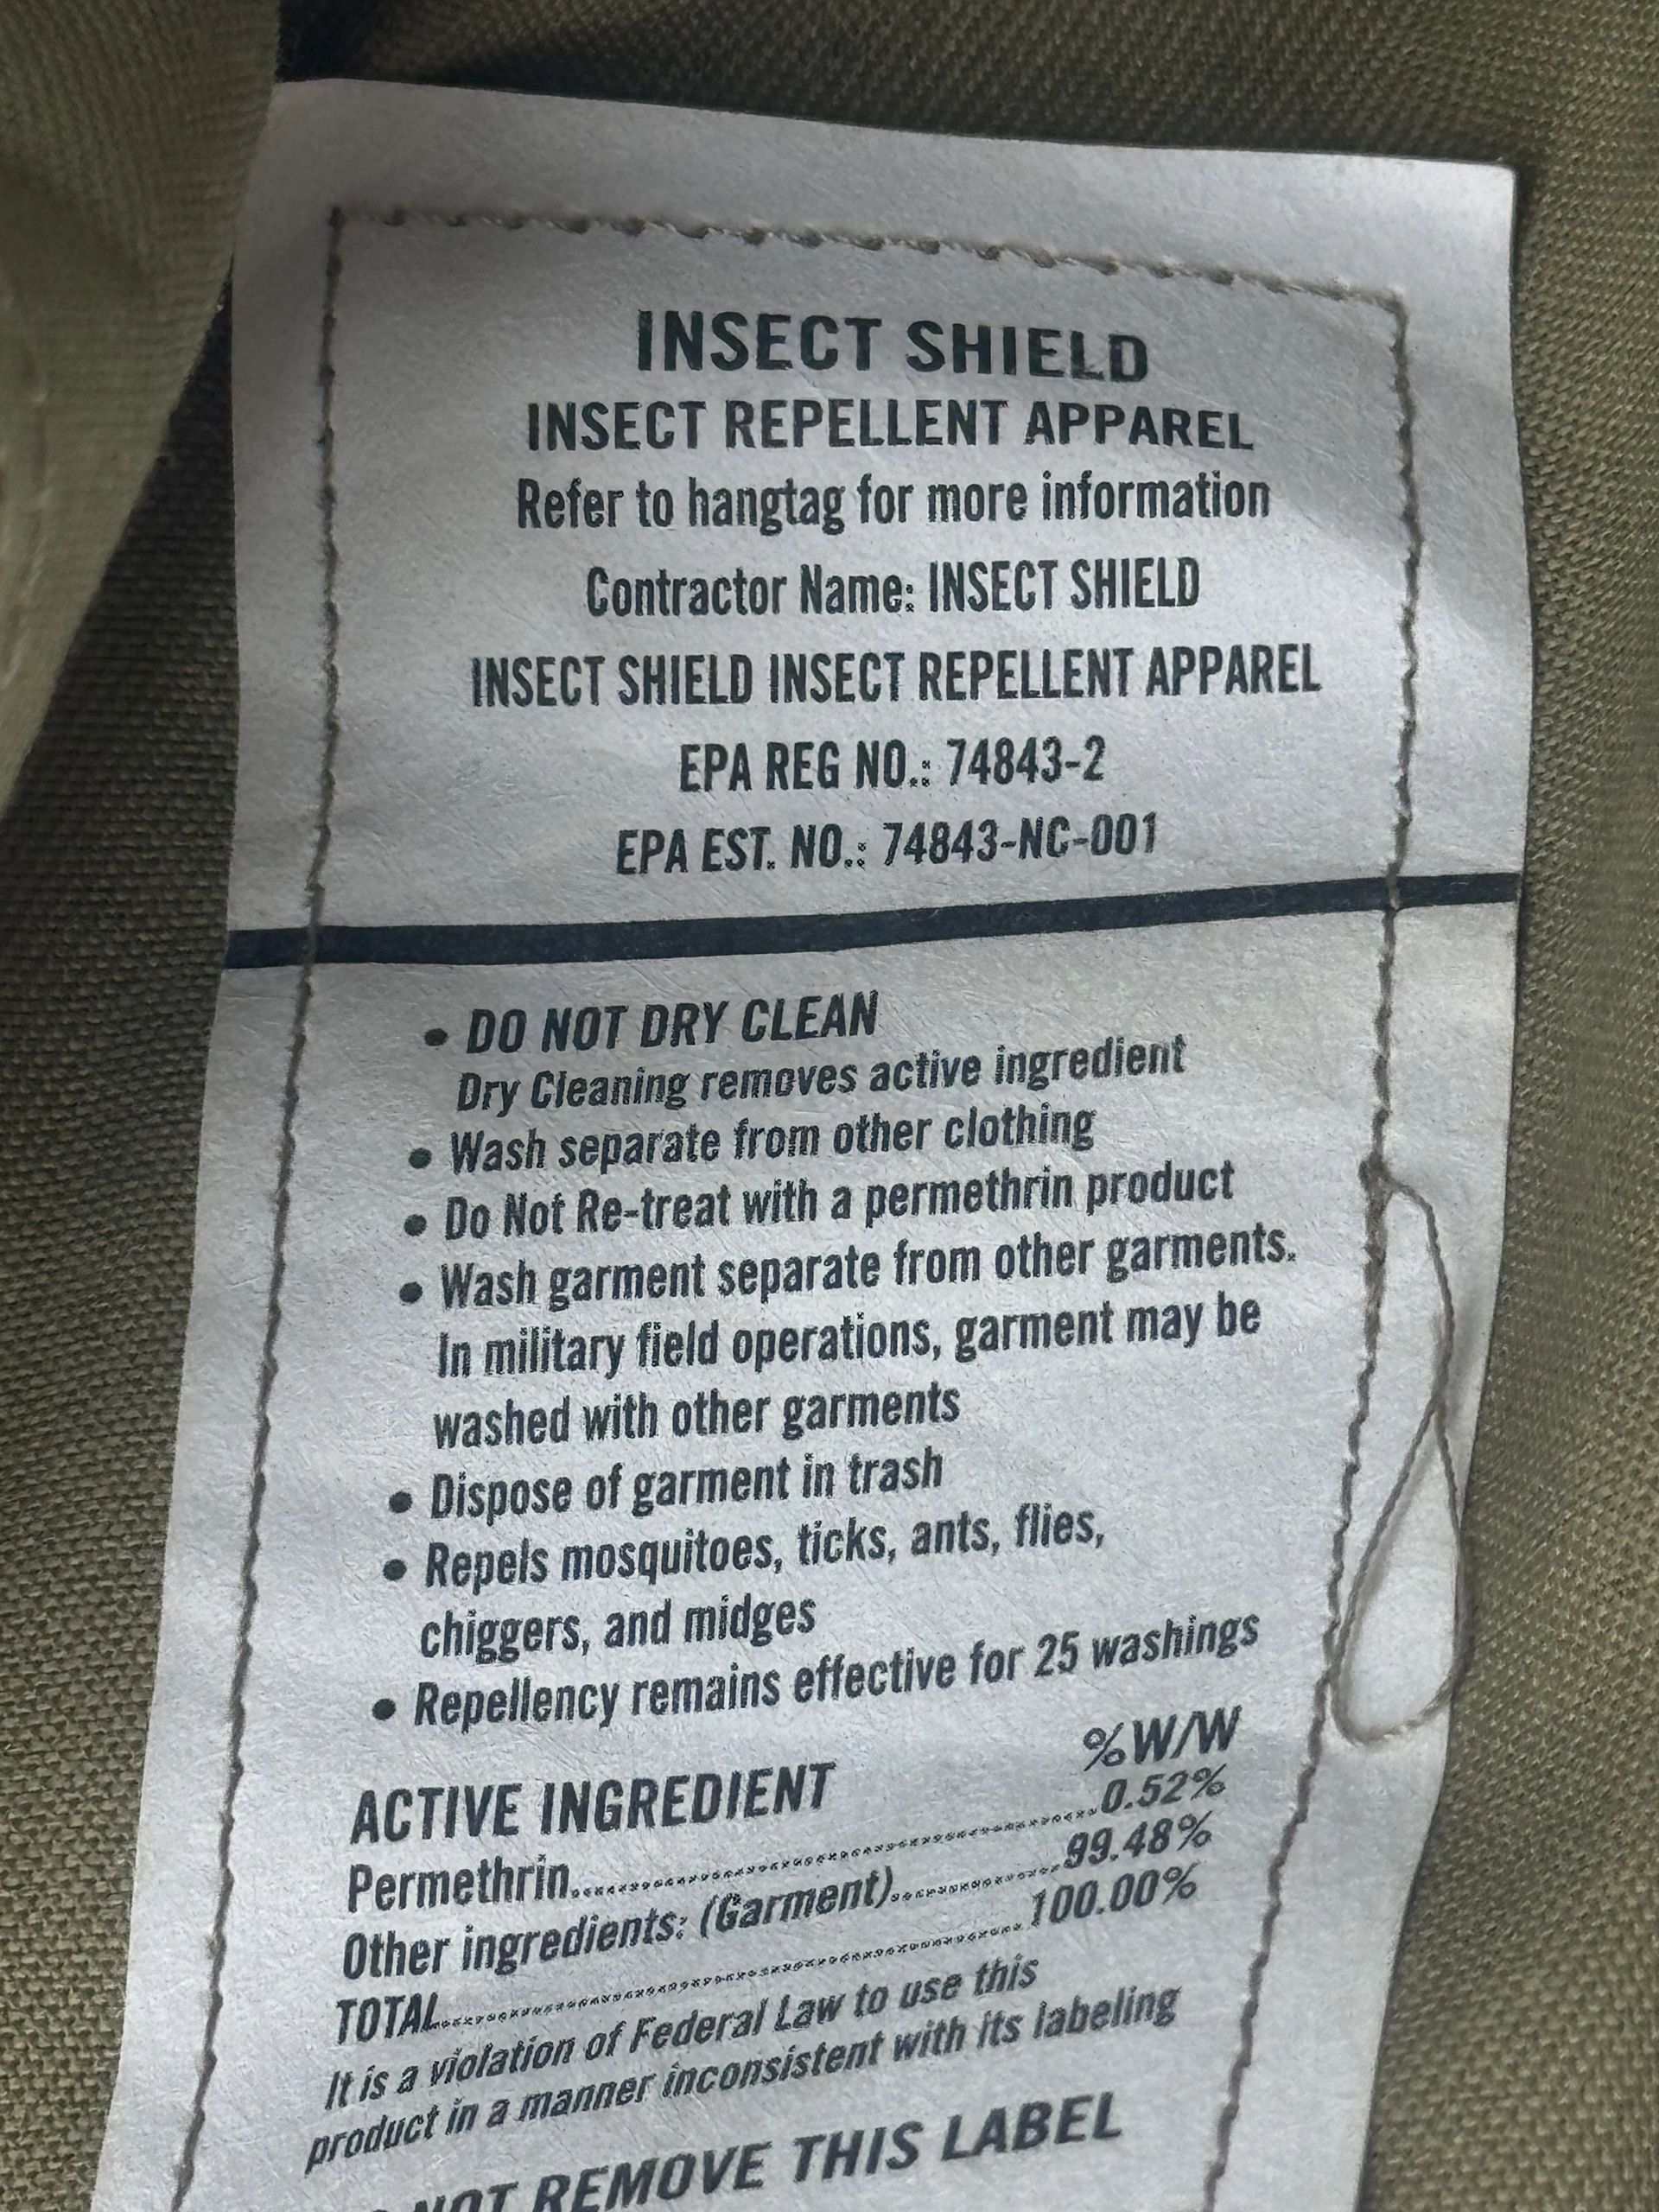 INSECT SHIELD
INSECT REPELLENT APPAREL
Refer to hangtag for more information
Contractor Name: INSECT SHIELD
INSECT SHIELD INSECT REPELLENT APPAREL
EPA REG NO.: 74843-2
EPA EST. NO.: 74843-NC-001
• DO NOT DRY CLEAN
Dry Cleaning removes active ingredient
• Wash separate from other clothing
• Do Not Re-treat with a permethrin product
• Wash garment separate from other garments.
In military field operations, garment may be
washed with other garments
• Dispose of garment in trash
• Repels mosquitoes, ticks, ants, flies,
chiggers, and midges
• Repellency remains effective for 25 washings
ACTIVE INGREDIENT %W/W
Permethrin........................................0.52%
Other ingredients: (Garment)...............99.48%
TOTAL...............................................100.00%
It is a violation of Federal Law to use this
product in a manner inconsistent with its labeling
NOT REMOVE THIS LABEL